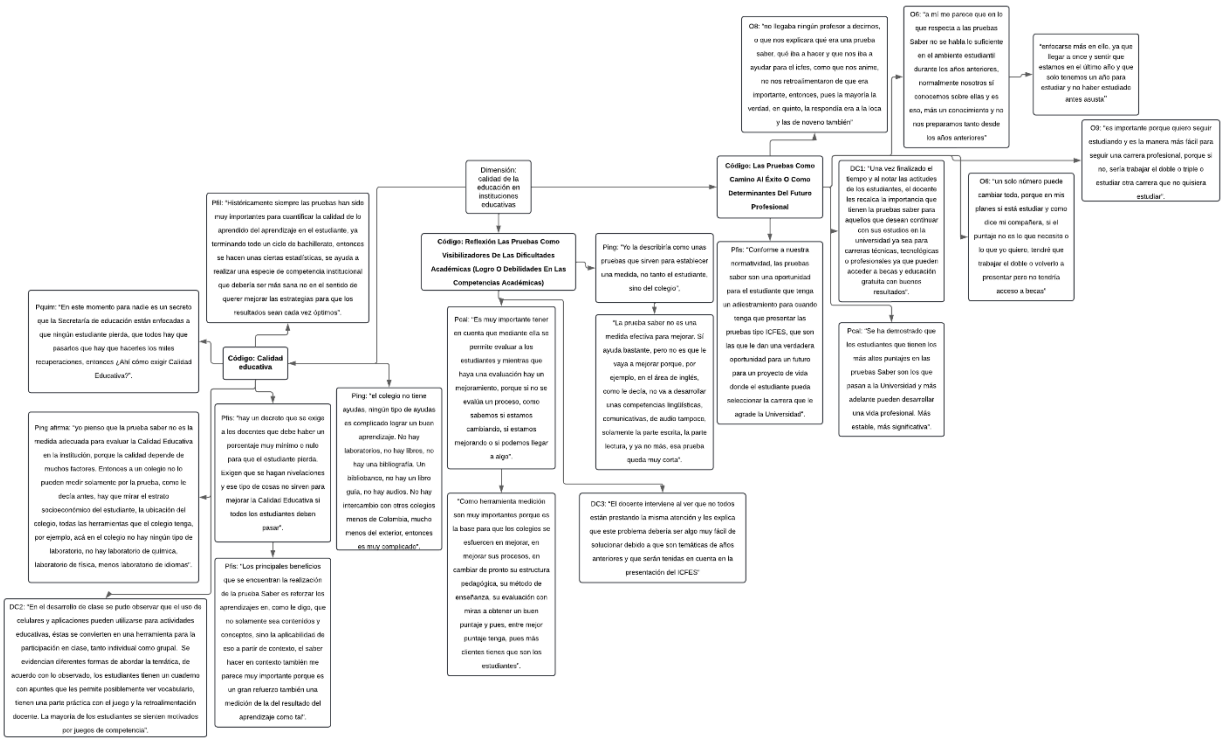 Dimensión:
calidad de la
educación en
instituciones
educativas
Código: Calidad
educativa
Pfil: "Históricamente siempre las pruebas han sido
muy importantes para cuantificar la calidad de lo
aprendido del aprendizaje en el estudiante, ya
terminando todo un ciclo de bachillerato, entonces
se hacen unas ciertas estadísticas, se ayuda a
realizar una especie de competencia institucional
que debería ser más sana no en el sentido de
querer mejorar las estrategias para que los
resultados sean cada vez óptimos".
Pquim: "En este momento para nadie es un secreto
que la Secretaría de educación están enfocadas a
que ningún estudiante pierda, que todos hay que
pasarlos que hay que hacerles los miles
recuperaciones, entonces ¿Ahí cómo exigir Calidad
Educativa?".
Ping afirma: "yo pienso que la prueba saber no es la
medida adecuada para evaluar la Calidad Educativa
en la institución, porque la calidad depende de
muchos factores. Entonces a un colegio no lo
pueden medir solamente por la prueba, como le
decía antes, hay que mirar el estrato
socioeconómico del estudiante, la ubicación del
colegio, todas las herramientas que el colegio tenga,
por ejemplo, acá en el colegio no hay ningún tipo de
laboratorio, no hay laboratorio de química,
laboratorio de física, menos laboratorio de idiomas".
DC2: "En el desarrollo de clase se pudo observar que el uso de
celulares y aplicaciones pueden utilizarse para actividades
educativas, éstas se convierten en una herramienta para la
participación en clase, tanto individual como grupal. Se
evidencian diferentes formas de abordar la temática, de
acuerdo con lo observado, los estudiantes tienen un cuaderno
con apuntes que les permite posiblemente ver vocabulario,
tienen una parte práctica con el juego y la retroalimentación
docente. La mayoría de los estudiantes se sienten motivados
por juegos de competencia".
Pfis: "hay un decreto que se exige
a los docentes que debe haber un
porcentaje muy mínimo o nulo
para que el estudiante pierda.
Exigen que se hagan nivelaciones
y ese tipo de cosas no sirven para
mejorar la Calidad Educativa si
todos los estudiantes deben
pasar".
Pfis: "Los principales beneficios
que se encuentran la realización
de la prueba Saber es reforzar los
aprendizajes en, como le digo, que
no solamente sea contenidos y
conceptos, sino la aplicabilidad de
eso a partir de contexto, el saber
hacer en contexto también me
parece muy importante porque es
un gran refuerzo también una
medición de la del resultado del
aprendizaje como tal".
Ping: "el colegio no tiene
ayudas, ningún tipo de ayudas
es complicado lograr un buen
aprendizaje. No hay
laboratorios, no hay libros, no
hay una bibliografía. Un
bibliobanco, no hay un libro
guía, no hay audios. No hay
intercambio con otros colegios
menos de Colombia, mucho
menos del exterior, entonces
es muy complicado".
Código: Reflexión Las Pruebas Como
Visibilizadores De Las Dificultades
Académicas (Logro O Debilidades En Las
Competencias Académicas)
Pcal: "Es muy importante tener
en cuenta que mediante ella se
permite evaluar a los
estudiantes y mientras que
haya una evaluación hay un
mejoramiento, porque si no se
evalúa un proceso, como
sabemos si estamos
cambiando, si estamos
mejorando o si podemos llegar
a algo".
"Como herramienta medición
son muy importantes porque es
la base para que los colegios se
esfuercen en mejorar, en
mejorar sus procesos, en
cambiar de pronto su estructura
pedagógica, su método de
enseñanza, su evaluación con
miras a obtener un buen
puntaje y pues, entre mejor
puntaje tenga, pues más
clientes tienes que son los
estudiantes".
Ping: "Yo la describiría como unas
pruebas que sirven para establecer
una medida, no tanto el estudiante,
sino del colegio".
"La prueba saber no es una
medida efectiva para mejorar. Sí
ayuda bastante, pero no es que le
vaya a mejorar porque, por
ejemplo, en el área de inglés,
como le decía, no va a desarrollar
unas competencias lingüísticas,
comunicativas, de audio tampoco,
solamente la parte escrita, la parte
lectura, y ya no más, esa prueba
queda muy corta".
DC3: "El docente interviene al ver que no todos
están prestando la misma atención y les explica
que este problema debería ser algo muy fácil de
solucionar debido a que son temáticas de años
anteriores y que serán tenidas en cuenta en la
presentación del ICFES"
Código: Las Pruebas Como
Camino Al Éxito O Como
Determinantes Del Futuro
Profesional
O8: "no llegaba ningún profesor a decirnos,
o que nos explicara qué era una prueba
saber, qué iba a hacer y que nos iba a
ayudar para el icfes, como que nos anime,
no nos retroalimentaron de que era
importante, entonces, pues la mayoría la
verdad, en quinto, la respondía era a la loca
y las de noveno también"
O6: "a mí me parece que en lo
que respecta a las pruebas
Saber no se habla lo suficiente
en el ambiente estudiantil
durante los años anteriores,
normalmente nosotros sí
conocemos sobre ellas y es
eso, más un conocimiento y no
nos preparamos tanto desde
los años anteriores"
"enfocarse más en ello, ya que
llegar a once y sentir que
estamos en el último año y que
solo tenemos un año para
estudiar y no haber estudiado
antes asusta"
O9: "es importante porque quiero seguir
estudiando y es la manera más fácil para
seguir una carrera profesional, porque si
no, sería trabajar el doble o triple o
estudiar otra carrera que no quisiera
estudiar".
DC1: "Una vez finalizado el
tiempo y al notar las actitudes
de los estudiantes, el docente
les recalca la importancia que
tienen la pruebas saber para
aquellos que desean continuar
con sus estudios en la
universidad ya sea para
carreras técnicas, tecnológicas
o profesionales ya que pueden
acceder a becas y educación
gratuita con buenos
resultados".
O6: "un solo número puede
cambiar todo, porque en mis
planes si está estudiar y como
dice mi compañera, si el
puntaje no es lo que necesito o
lo que yo quiero, tendré que
trabajar el doble o volverlo a
presentar pero no tendría
acceso a becas"
Pfis: "Conforme a nuestra
normatividad, las pruebas
saber son una oportunidad
para el estudiante que tenga
un adiestramiento para cuando
tenga que presentar las
pruebas tipo ICFES, que son
las que le dan una verdadera
oportunidad para un futuro
para un proyecto de vida
donde el estudiante pueda
seleccionar la carrera que le
agrade la Universidad".
Pcal: "Se ha demostrado que
los estudiantes que tienen los
más altos puntajes en las
pruebas Saber son los que
pasan a la Universidad y más
adelante pueden desarrollar
una vida profesional. Más
estable, más significativa".